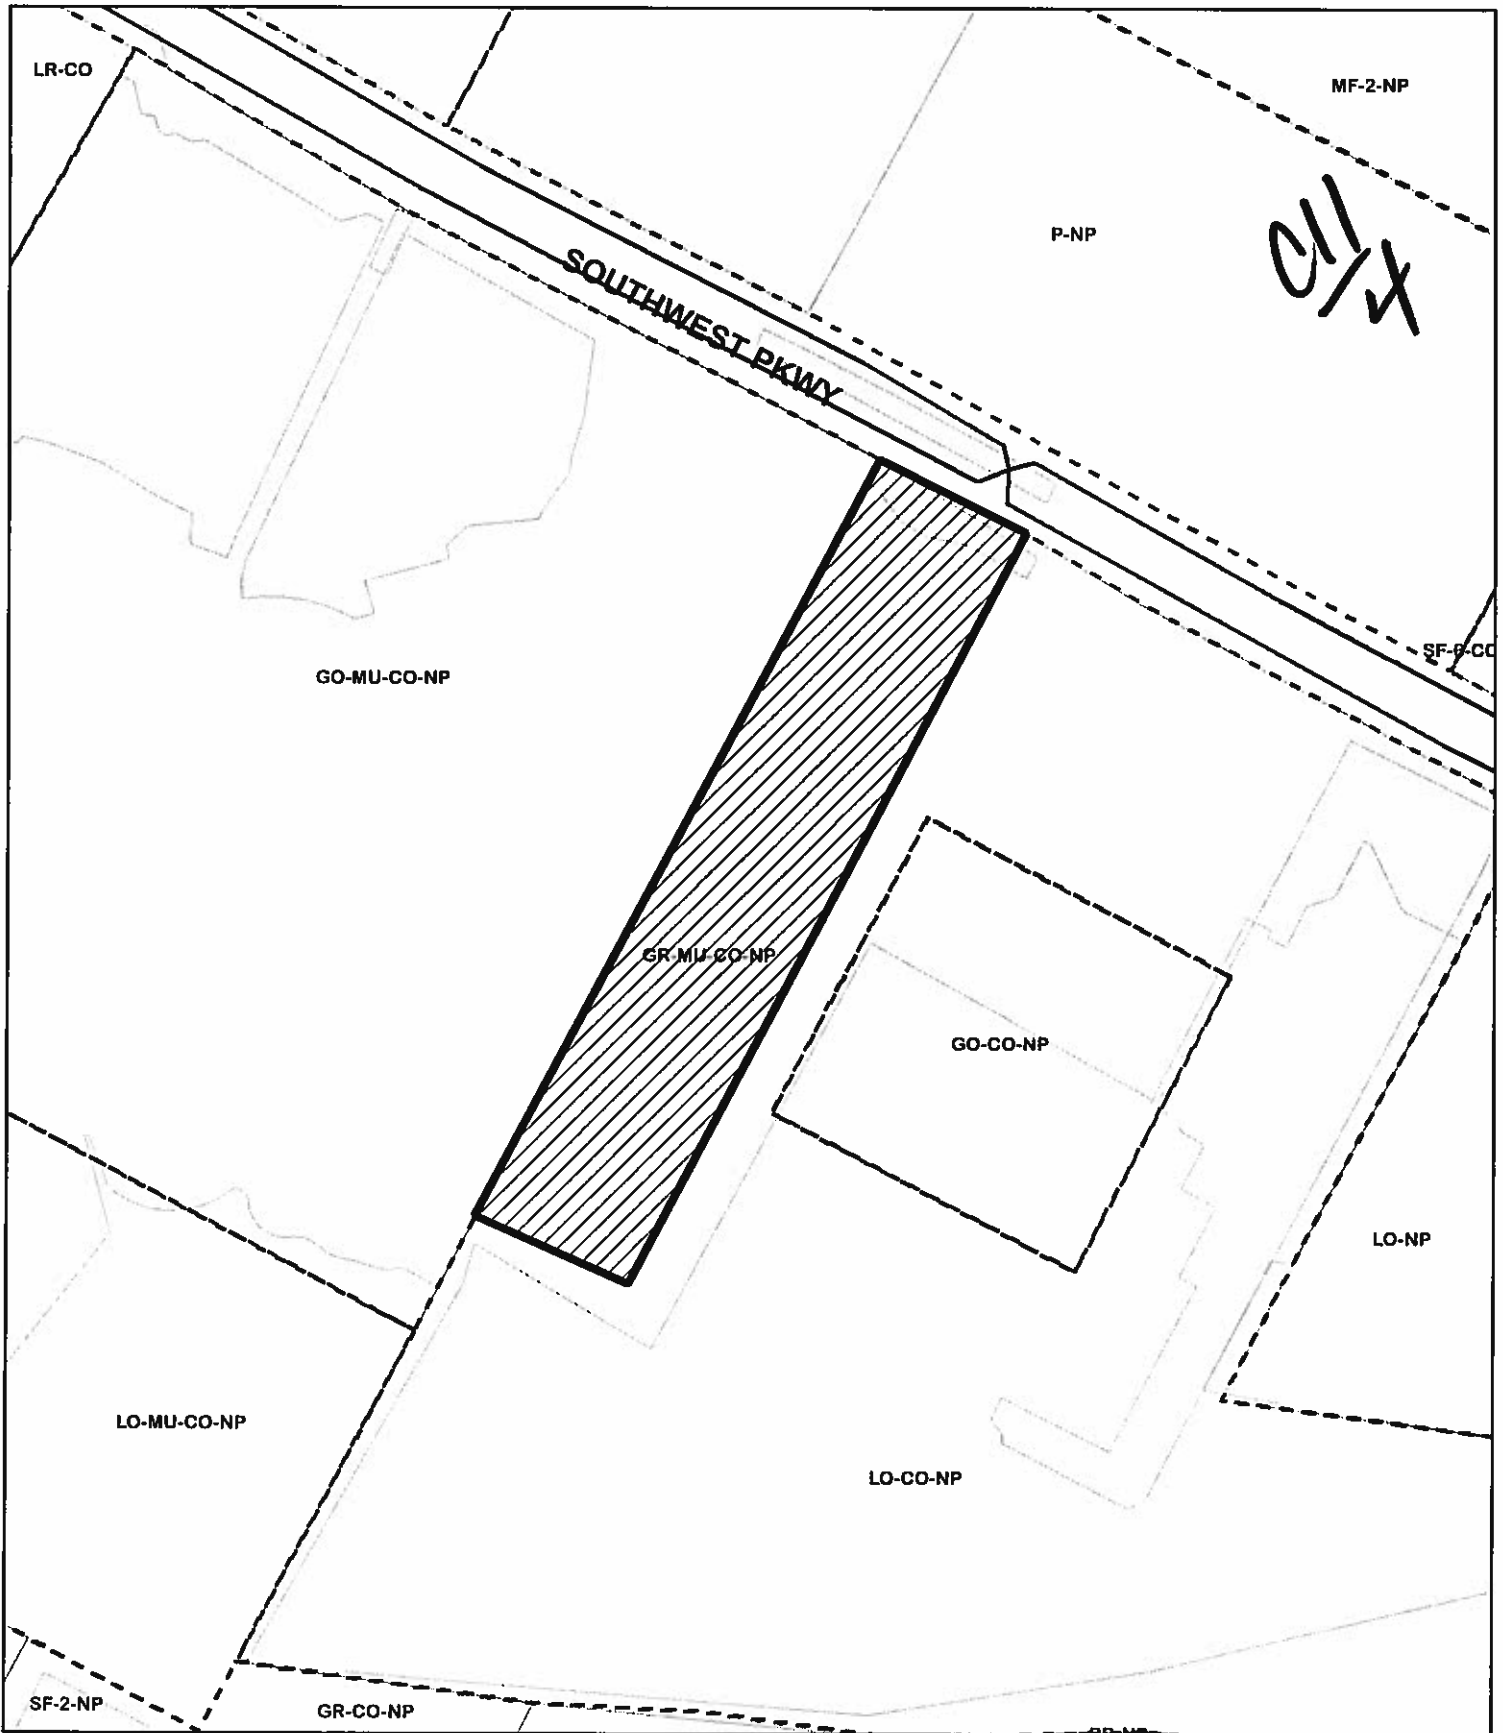 LR-CO
MF-2-NP
P-NP
C11/
SOUTHWEST PKWY
SF-6-CO
GO-MU-CO-NP
GR-MU-CO-NP
GO-CO-NP
LO-NP
LO-MU-CO-NP
LO-CO-NP
SF-2-NP
GR-CO-NP